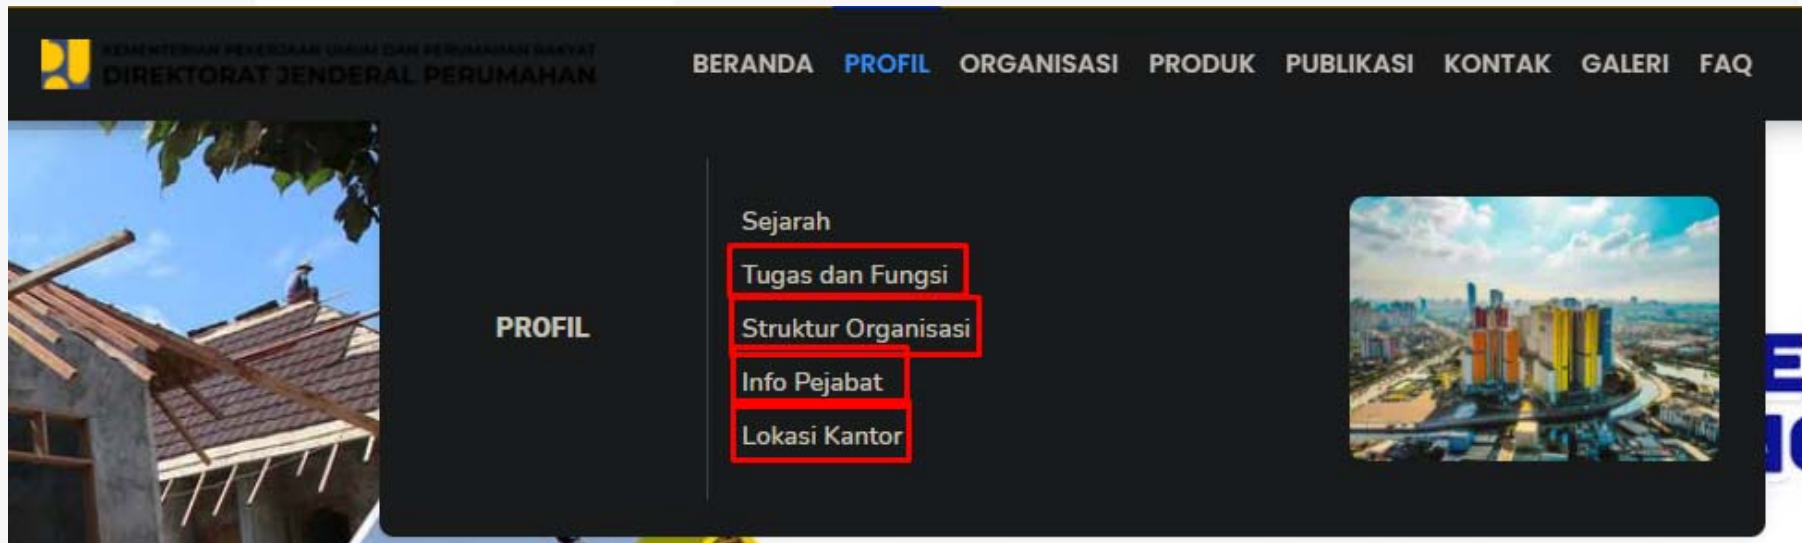 KEMENTERIAN PEKERJAAN UMUM DAN PERUMAHAN RAKYAT
DIREKTORAT JENDERAL PERUMAHAN
BERANDA PROFIL ORGANISASI PRODUK PUBLIKASI KONTAK GALERI FAQ
PROFIL
Sejarah
Tugas dan Fungsi
Struktur Organisasi
Info Pejabat
Lokasi Kantor